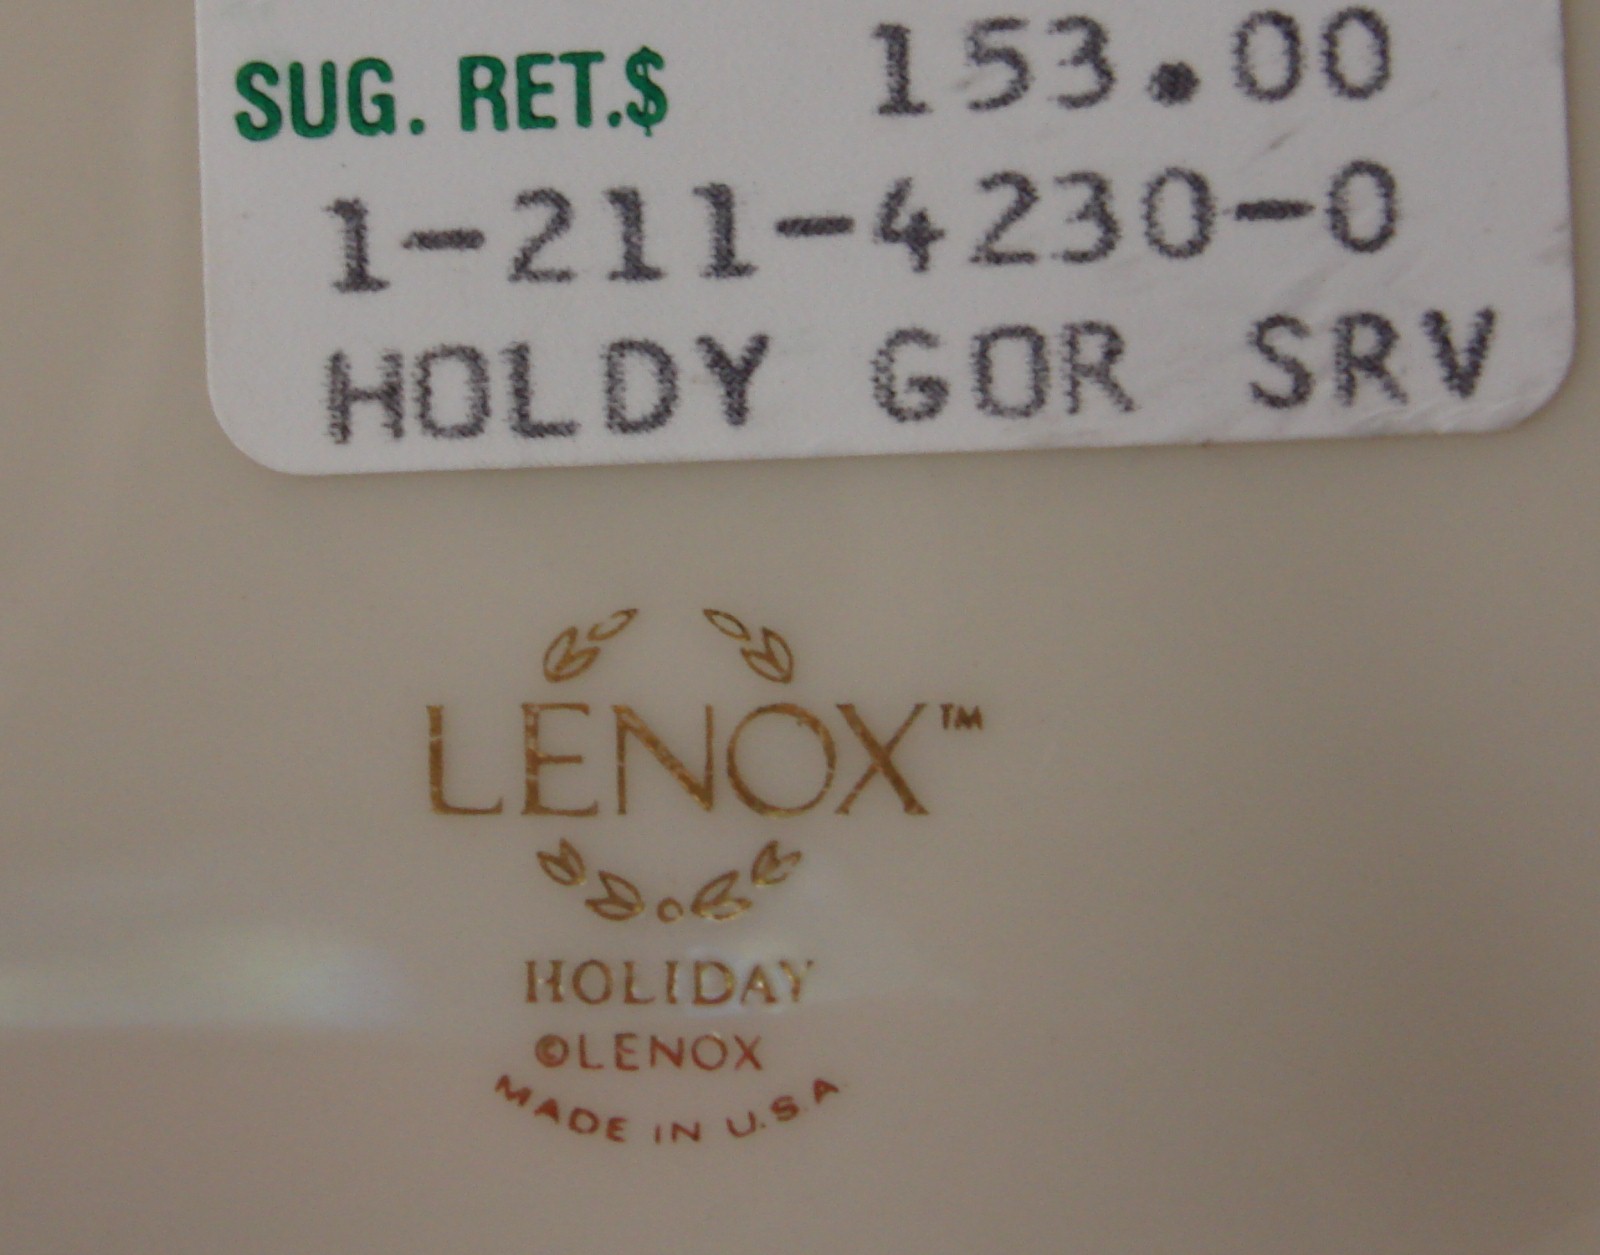 SUG. RET.$ 153.00
1-211-4230-0
HOLDY GOR SRV
LENOX™
HOLIDAY
©LENOX
MADE IN U.S.A